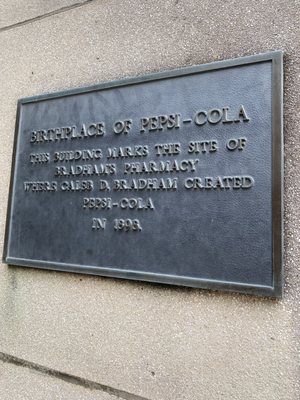 BIRTHPLACE OF PEPSI-COLA
THIS BUILDING MARKS THE SITE OF
BRADHAM'S PHARMACY
WHERE CALEB D. BRADHAM CREATED
PEPSI-COLA
IN 1898.